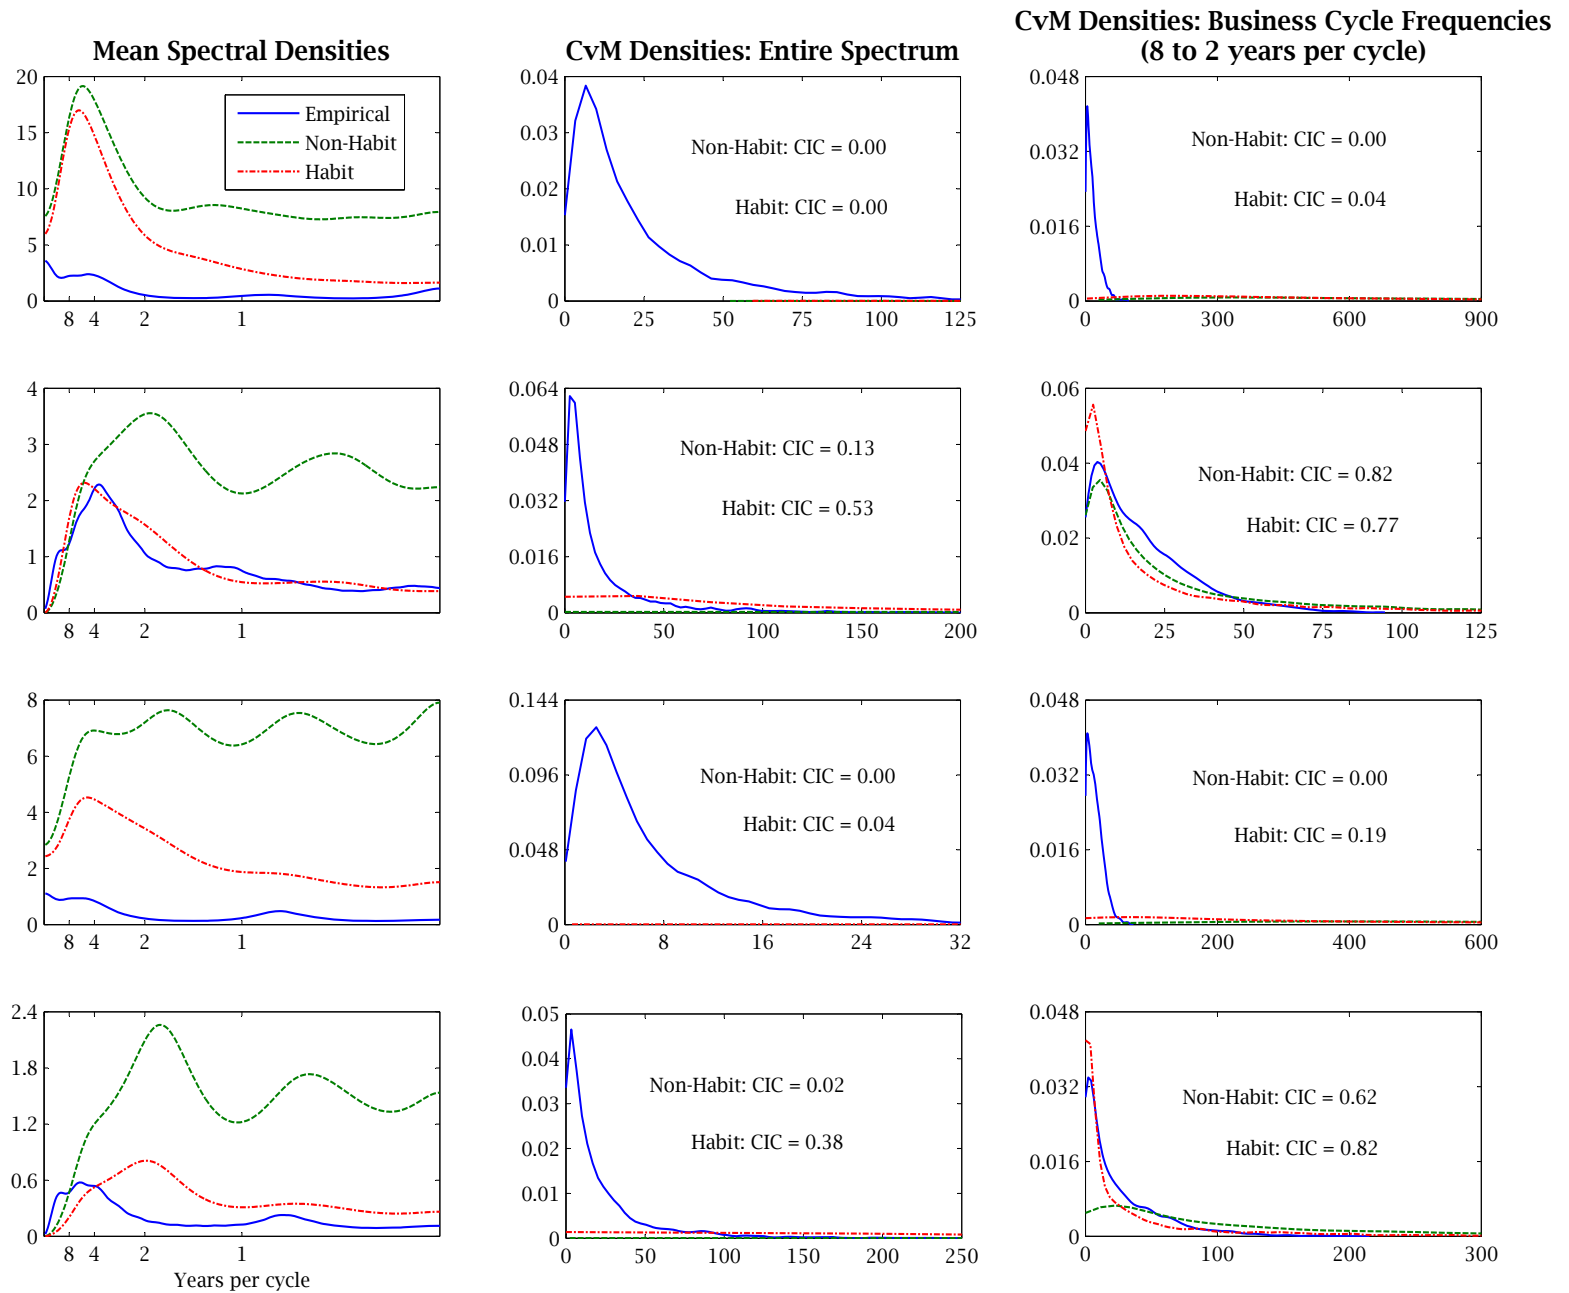 Mean Spectral Densities
20
15
10
5
0
8 4 2 1
Empirical
Non-Habit
Habit
CvM Densities: Entire Spectrum
0.04
0.03
0.02
0.01
0
0 25 50 75 100 125
Non-Habit: CIC = 0.00
Habit: CIC = 0.00
CvM Densities: Business Cycle Frequencies
(8 to 2 years per cycle)
0.048
0.032
0.016
0
0 300 600 900
Non-Habit: CIC = 0.00
Habit: CIC = 0.04
4
3
2
1
0
8 4 2 1
0.064
0.048
0.032
0.016
0
0 50 100 150 200
Non-Habit: CIC = 0.13
Habit: CIC = 0.53
0.06
0.04
0.02
0
0 25 50 75 100 125
Non-Habit: CIC = 0.82
Habit: CIC = 0.77
8
6
4
2
0
8 4 2 1
0.144
0.096
0.048
0
0 8 16 24 32
Non-Habit: CIC = 0.00
Habit: CIC = 0.04
0.048
0.032
0.016
0
0 200 400 600
Non-Habit: CIC = 0.00
Habit: CIC = 0.19
2.4
1.8
1.2
0.6
0
8 4 2 1
Years per cycle
0.05
0.04
0.03
0.02
0.01
0
0 50 100 150 200 250
Non-Habit: CIC = 0.02
Habit: CIC = 0.38
0.048
0.032
0.016
0
0 100 200 300
Non-Habit: CIC = 0.62
Habit: CIC = 0.82